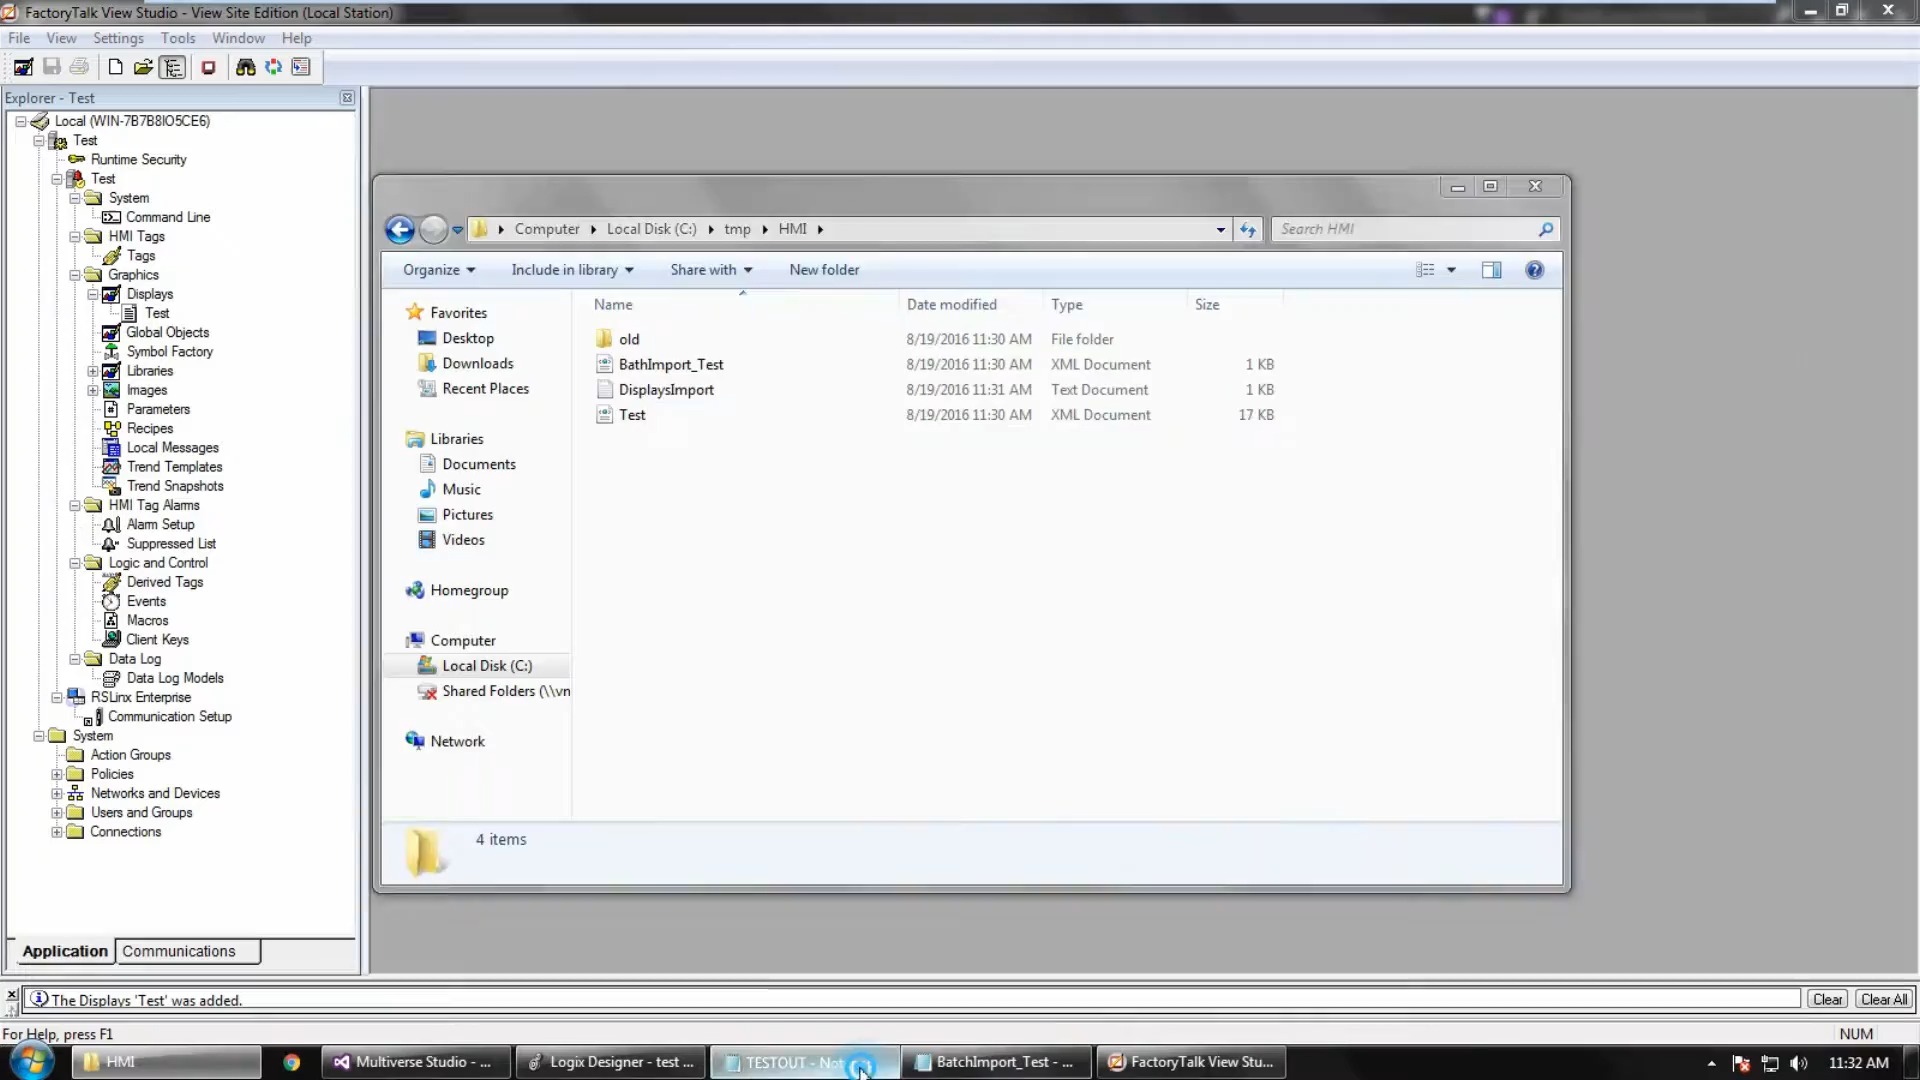 FactoryTalk View Studio - View Site Edition (Local Station)
File View Settings Tools Window Help
Explorer - Test
Local (WIN-7B7B8IO5CE6)
Test
Runtime Security
Test
System
Command Line
HMI Tags
Tags
Graphics
Displays
Test
Global Objects
Symbol Factory
Libraries
Images
Parameters
Recipes
Local Messages
Trend Templates
Trend Snapshots
HMI Tag Alarms
Alarm Setup
Suppressed List
Logic and Control
Derived Tags
Events
Macros
Client Keys
Data Log
Data Log Models
RSLinx Enterprise
Communication Setup
System
Action Groups
Policies
Networks and Devices
Users and Groups
Connections
Application Communications
Computer Local Disk (C:) tmp HMI Search HMI
Organize Include in library Share with New folder
Favorites
Desktop
Downloads
Recent Places
Libraries
Documents
Music
Pictures
Videos
Homegroup
Computer
Local Disk (C:)
Shared Folders (\\vn
Network
Name Date modified Type Size
old 8/19/2016 11:30 AM File folder
BathImport_Test 8/19/2016 11:30 AM XML Document 1 KB
DisplaysImport 8/19/2016 11:31 AM Text Document 1 KB
Test 8/19/2016 11:30 AM XML Document 17 KB
4 items
The Displays 'Test' was added.
Clear Clear All
For Help, press F1 NUM
HMI Multiverse Studio - ... Logix Designer - test ... TESTOUT - BatchImport_Test - ... FactoryTalk View Stu... 11:32 AM